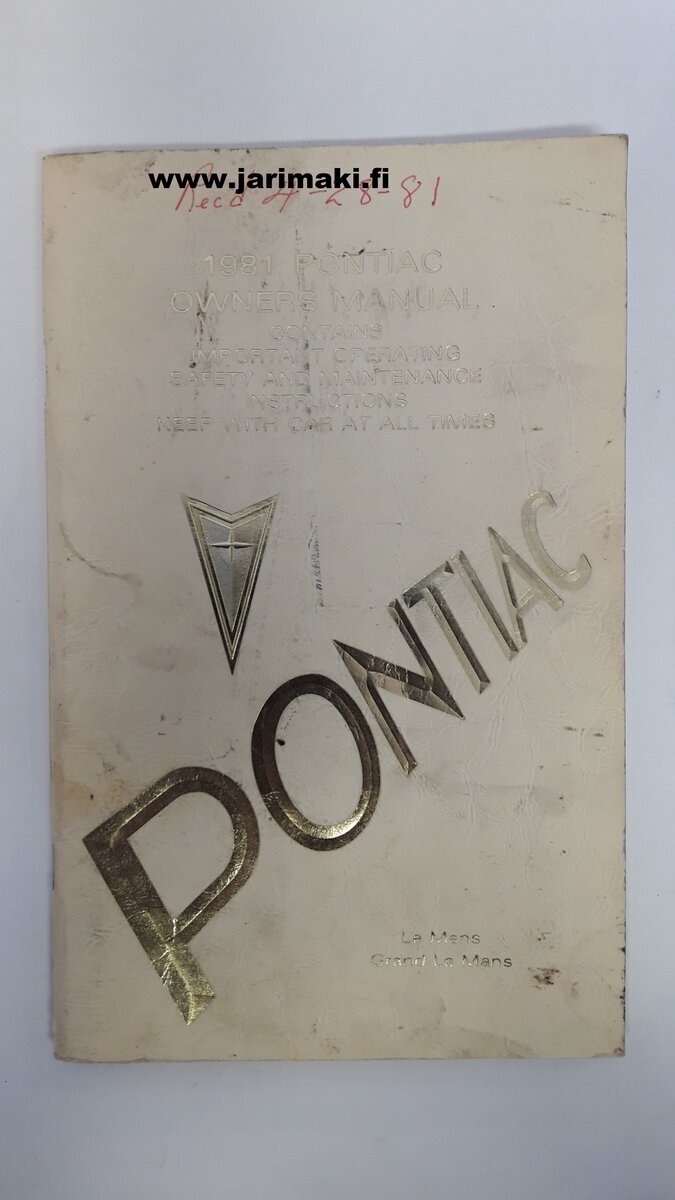 www.jarimaki.fi
Recd 4-28-81
1981 PONTIAC
OWNERS MANUAL
CONTAINS
IMPORTANT OPERATING
SAFETY AND MAINTENANCE
INSTRUCTIONS
KEEP WITH CAR AT ALL TIMES
PONTIAC
Le Mans
Grand Le Mans